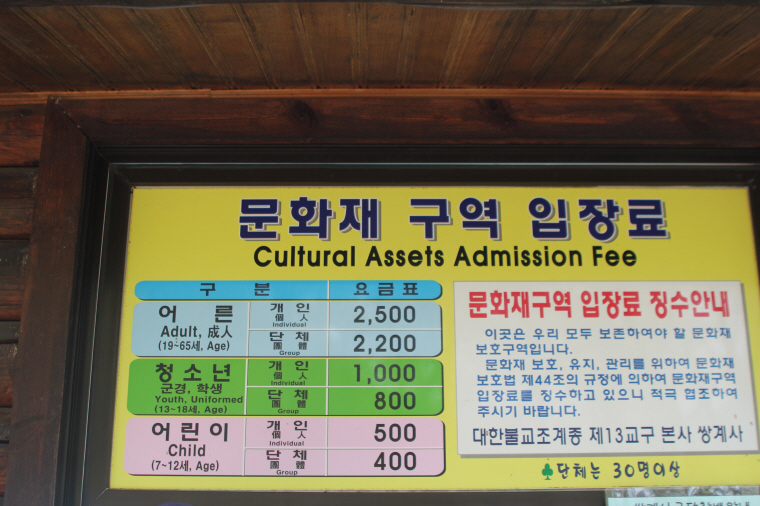 문화재 구역 입장료
Cultural Assets Admission Fee
구 분 요금표
어 른
Adult, 成人
(19~65세, Age)
개 인
個 人
Individual
2,500
단 체
團 體
Group
2,200
청 소 년
군경, 학생
Youth, Uniformed
(13~18세, Age)
개 인
個 人
Individual
1,000
단 체
團 體
Group
800
어 린 이
Child
(7~12세, Age)
개 인
個 人
Individual
500
단 체
團 體
Group
400
문화재구역 입장료 징수안내
이곳은 우리 모두 보존하여야 할 문화재
보호구역입니다.
문화재 보호, 유지, 관리를 위하여 문화재
보호법 제44조의 규정에 의하여 문화재구역
입장료를 징수하고 있으니 적극 협조하여
주시기 바랍니다.
대한불교조계종 제13교구 본사 쌍계사
단체는 30명이상